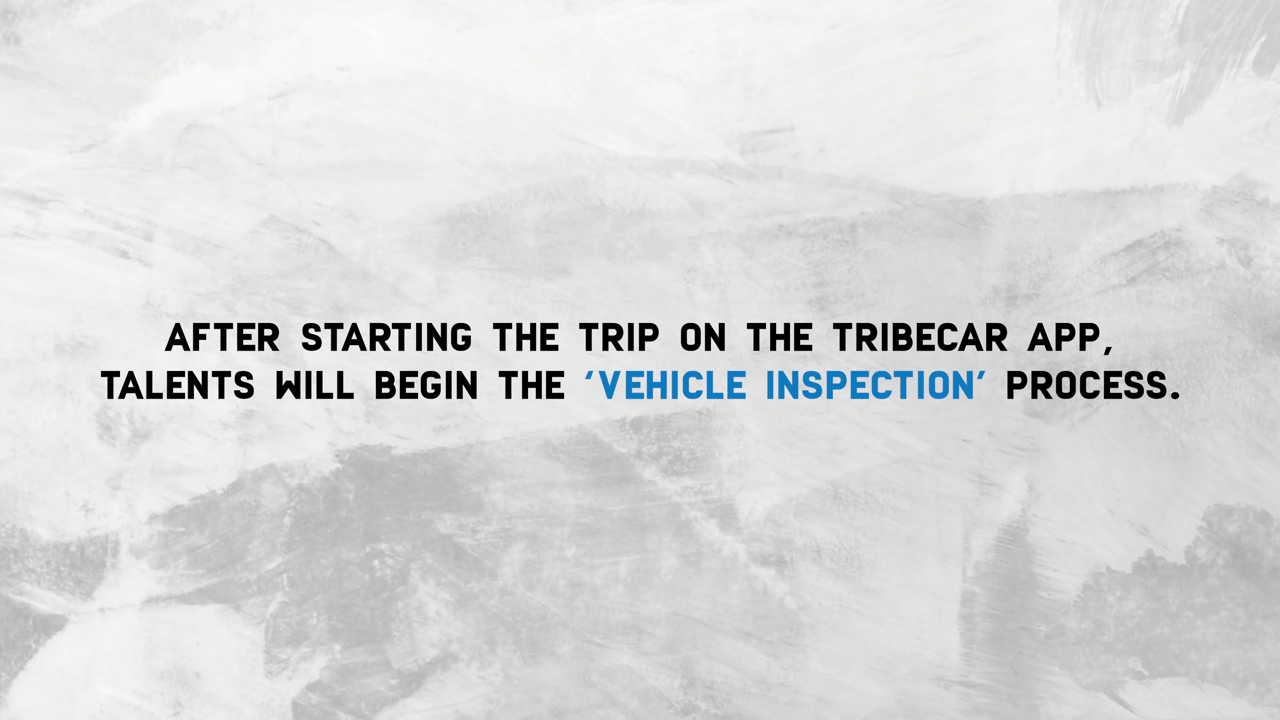 AFTER STARTING THE TRIP ON THE TRIBECAR APP,
TALENTS WILL BEGIN THE ‘VEHICLE INSPECTION’ PROCESS.